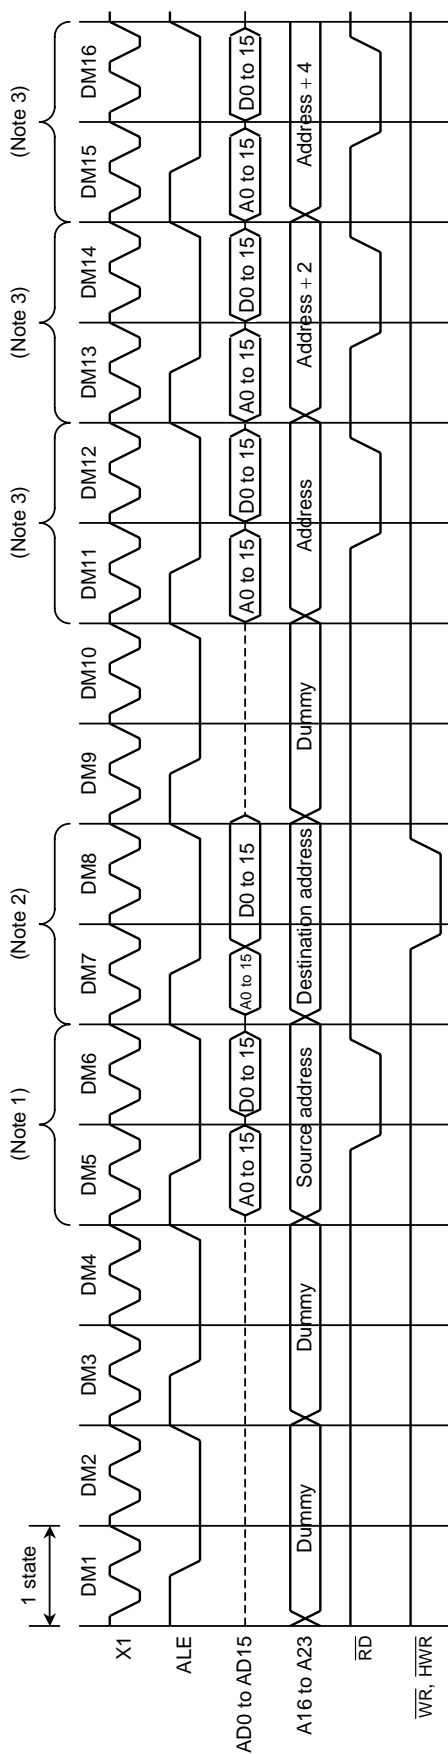 1 state
(Note 1)
(Note 2)
(Note 3)
(Note 3)
(Note 3)
DM1
DM2
DM3
DM4
DM5
DM6
DM7
DM8
DM9
DM10
DM11
DM12
DM13
DM14
DM15
DM16
X1
ALE
AD0 to AD15
A0 to 15
D0 to 15
A0 to 15
D0 to 15
A0 to 15
D0 to 15
A0 to 15
D0 to 15
A0 to 15
D0 to 15
A16 to A23
Dummy
Dummy
Source address
Destination address
Dummy
Address
Address + 2
Address + 4
RD
WR, HWR